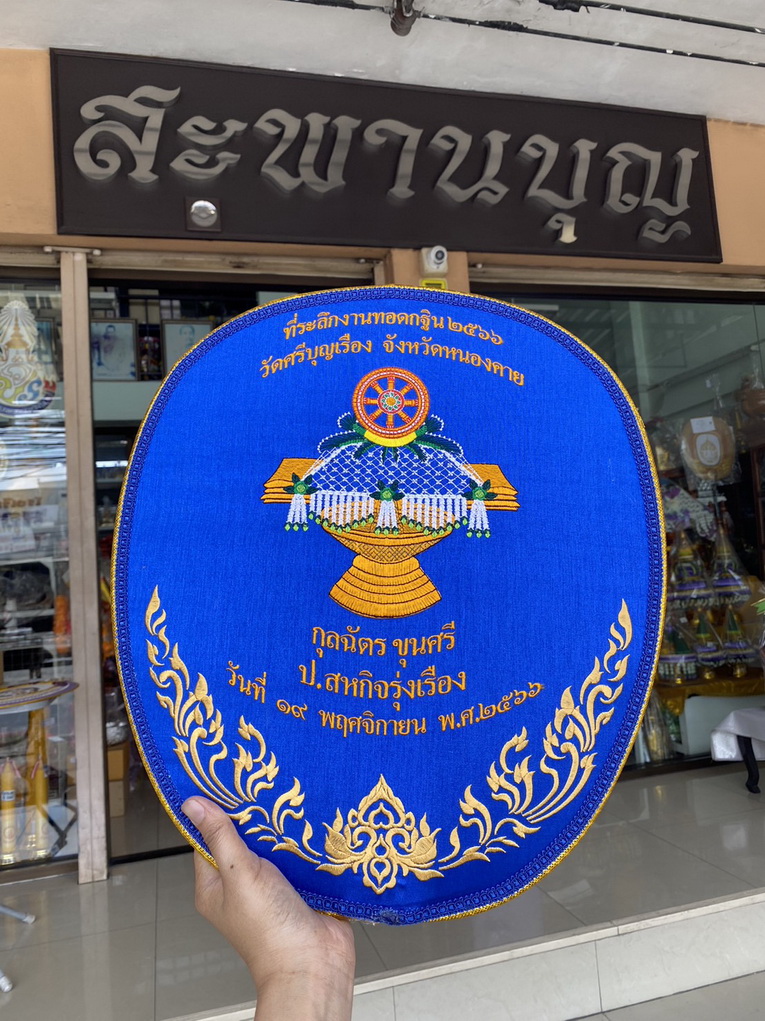 สะพานบุญ
ที่ระลึกงานทอดกฐิน ๒๕๖๖
วัดศรีบุญเรือง จังหวัดหนองคาย
กุลฉัตร ขุนศรี
ป.สหกิจรุ่งเรือง
วันที่ ๑๙ พฤศจิกายน พ.ศ.๒๕๖๖